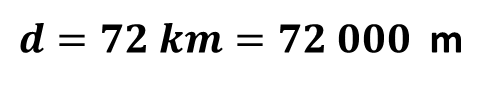 d = 72 km = 72 000 m